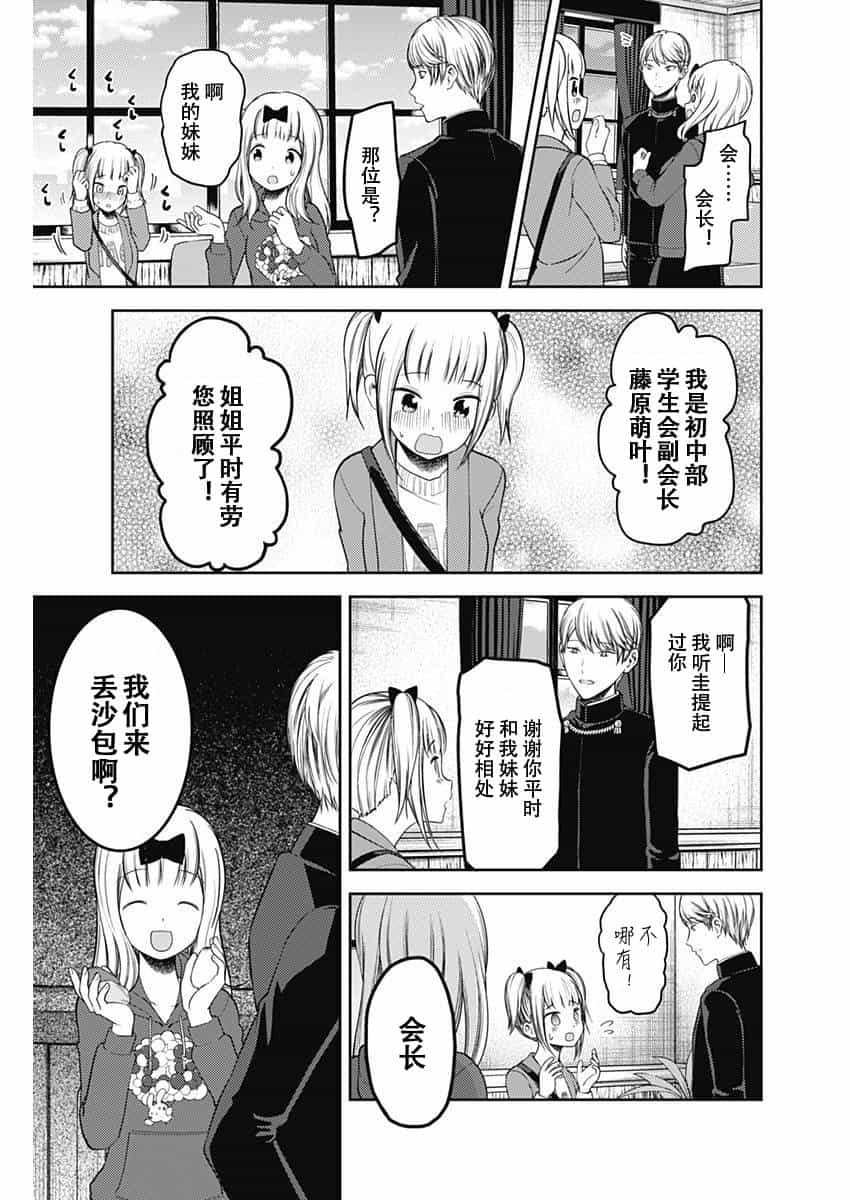 会……
会长！
那位是？
啊
我的妹妹
我是初中部
学生会副会长
藤原萌叶！
姐姐平时有劳
您照顾了！
啊—
我听圭提起
过你
谢谢你平时
和我妹妹
好好相处
不
哪有！
会长
我们来
丢沙包啊？